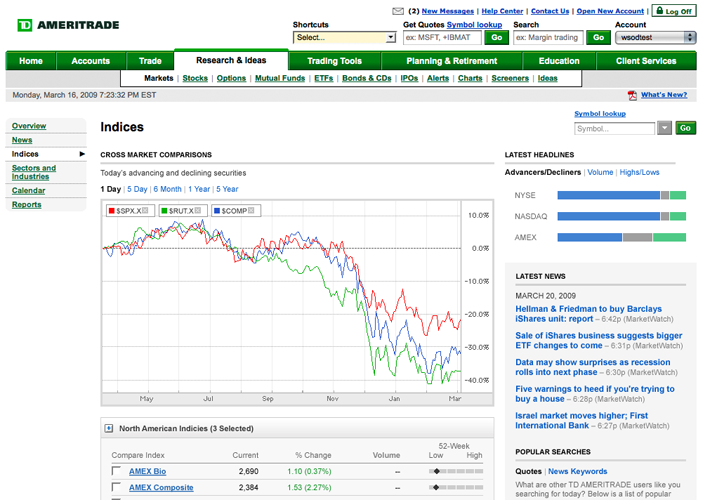 (2) New Messages | Help Center | Contact Us | Open New Account | Log Off
TD AMERITRADE
Shortcuts Get Quotes Symbol lookup Search Account
Select... ex: MSFT, +IBMAT Go ex: Margin trading Go wsodtest
Home Accounts Trade Research & Ideas Trading Tools Planning & Retirement Education Client Services
Markets | Stocks | Options | Mutual Funds | ETFs | Bonds & CDs | IPOs | Alerts | Charts | Screeners | Ideas
Monday, March 16, 2009 7:23:32 PM EST What's New?
Overview
News
Indices
Sectors and
Industries
Calendar
Reports
Indices
Symbol lookup
Symbol... Go
CROSS MARKET COMPARISONS
Today's advancing and declining securities
1 Day | 5 Day | 6 Month | 1 Year | 5 Year
$SPX.X $RUT.X $COMP
10.0%
0.0%
-10.0%
-20.0%
-30.0%
-40.0%
May Jul Sep Nov Jan Mar
North American Indicies (3 Selected)
52-Week
Compare Index Current % Change Volume Low High
AMEX Bio 2,690 1.10 (0.37%) --
AMEX Composite 2,384 1.53 (2.27%) --
LATEST HEADLINES
Advancers/Decliners | Volume | Highs/Lows
NYSE
NASDAQ
AMEX
LATEST NEWS
MARCH 20, 2009
Hellman & Friedman to buy Barclays
iShares unit: report – 6:42p (MarketWatch)
Sale of iShares business suggests bigger
ETF changes to come – 6:31p (MarketWatch)
Data may show surprises as recession
rolls into next phase – 6:30p (MarketWatch)
Five warnings to heed if you're trying to
buy a house – 6:28p (MarketWatch)
Israel market moves higher; First
International Bank – 6:27p (MarketWatch)
POPULAR SEARCHES
Quotes | News Keywords
What are other TD AMERITRADE users like you
searching for today? Below is a list of popular